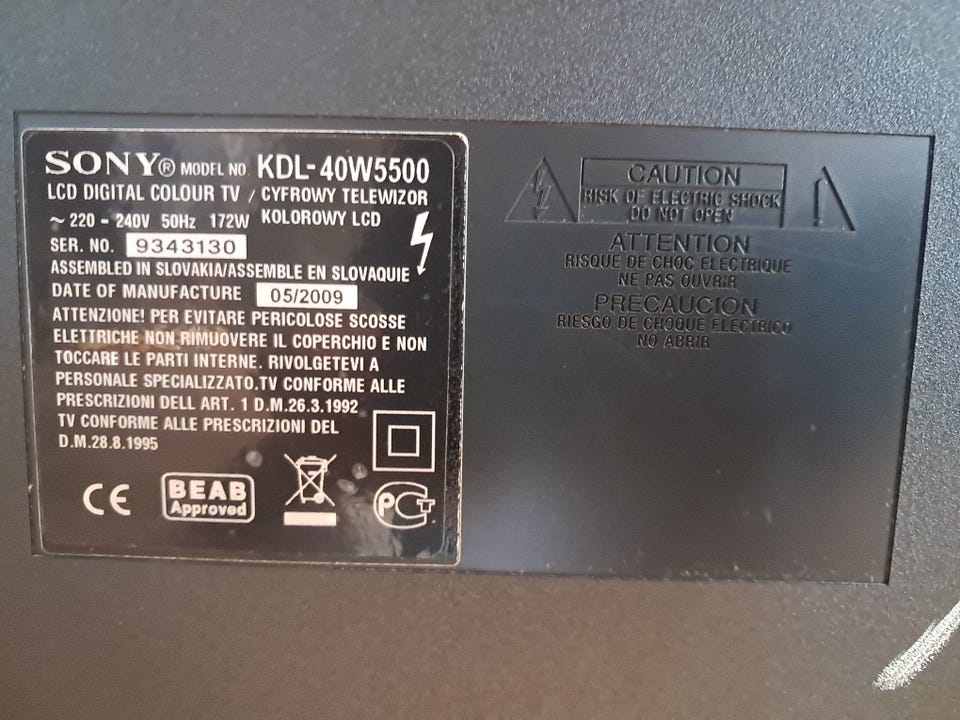 SONY® MODEL NO. KDL-40W5500
LCD DIGITAL COLOUR TV / CYFROWY TELEWIZOR
~ 220 - 240V 50Hz 172W KOLOROWY LCD
SER. NO. 9343130
ASSEMBLED IN SLOVAKIA/ASSEMBLE EN SLOVAQUIE
DATE OF MANUFACTURE 05/2009
ATTENZIONE! PER EVITARE PERICOLOSE SCOSSE
ELETTRICHE NON RIMUOVERE IL COPERCHIO E NON
TOCCARE LE PARTI INTERNE. RIVOLGETEVI A
PERSONALE SPECIALIZZATO.TV CONFORME ALLE
PRESCRIZIONI DELL ART. 1 D.M.26.3.1992
TV CONFORME ALLE PRESCRIZIONI DEL
D.M.28.8.1995
CE
BEAB
Approved
PCT
CAUTION
RISK OF ELECTRIC SHOCK
DO NOT OPEN
!
ATTENTION
RISQUE DE CHOC ELECTRIQUE
NE PAS OUVRIR
PRECAUCION
RIESGO DE CHOQUE ELECTRICO
NO ABRIR